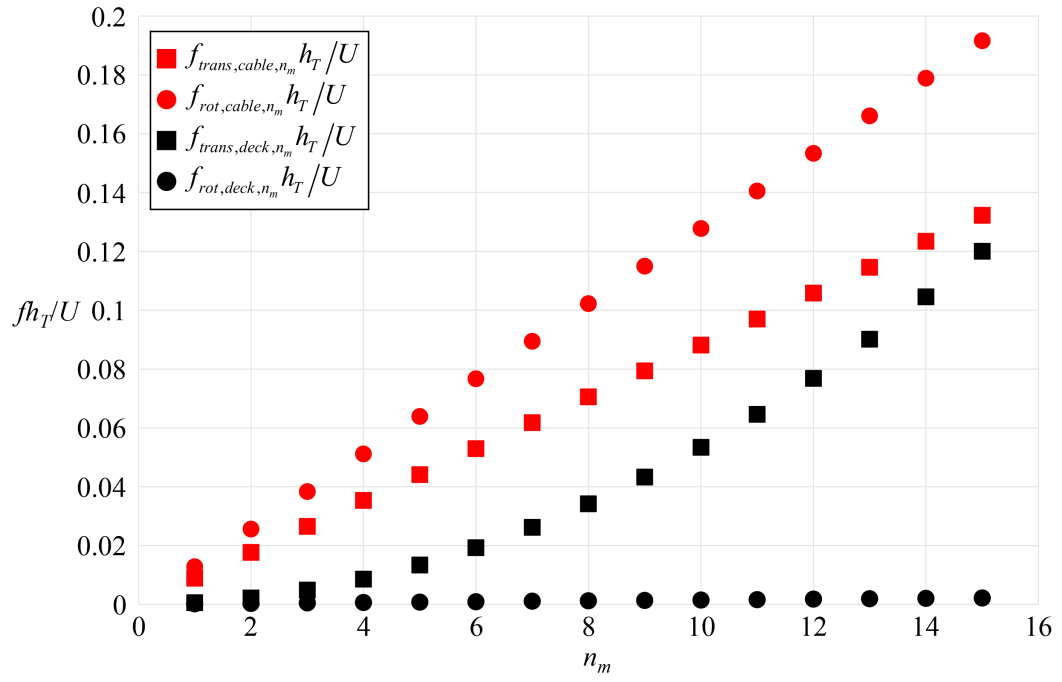 0.2
f_{trans,cable,n_m}h_T/U
0.18
f_{rot,cable,n_m}h_T/U
0.16
f_{trans,deck,n_m}h_T/U
f_{rot,deck,n_m}h_T/U
0.14
0.12
fh_T/U
0.1
0.08
0.06
0.04
0.02
0
0 2 4 6 8 10 12 14 16
n_m